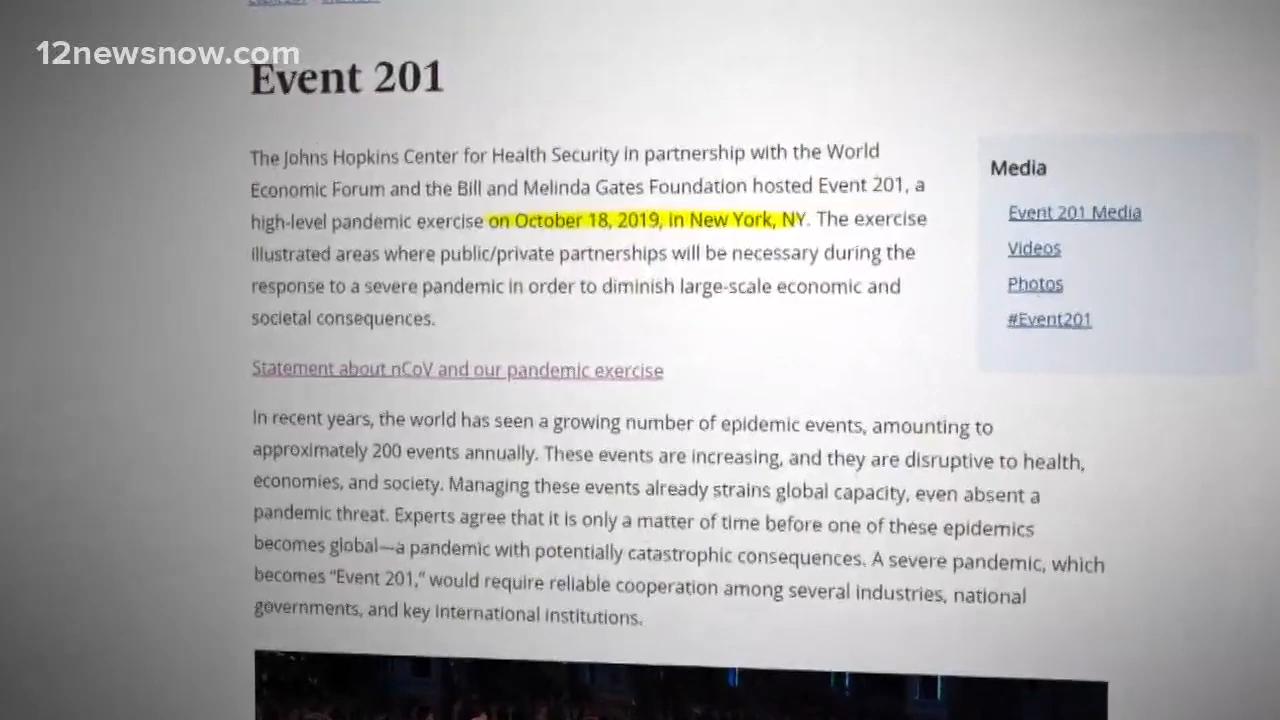 12newsnow.com
Event 201
The Johns Hopkins Center for Health Security in partnership with the World
Economic Forum and the Bill and Melinda Gates Foundation hosted Event 201, a
high-level pandemic exercise on October 18, 2019, in New York, NY. The exercise
illustrated areas where public/private partnerships will be necessary during the
response to a severe pandemic in order to diminish large-scale economic and
societal consequences.
Statement about nCoV and our pandemic exercise
In recent years, the world has seen a growing number of epidemic events, amounting to
approximately 200 events annually. These events are increasing, and they are disruptive to health,
economies, and society. Managing these events already strains global capacity, even absent a
pandemic threat. Experts agree that it is only a matter of time before one of these epidemics
becomes global—a pandemic with potentially catastrophic consequences. A severe pandemic, which
becomes “Event 201,” would require reliable cooperation among several industries, national
governments, and key international institutions.
Media
Event 201 Media
Videos
Photos
#Event201